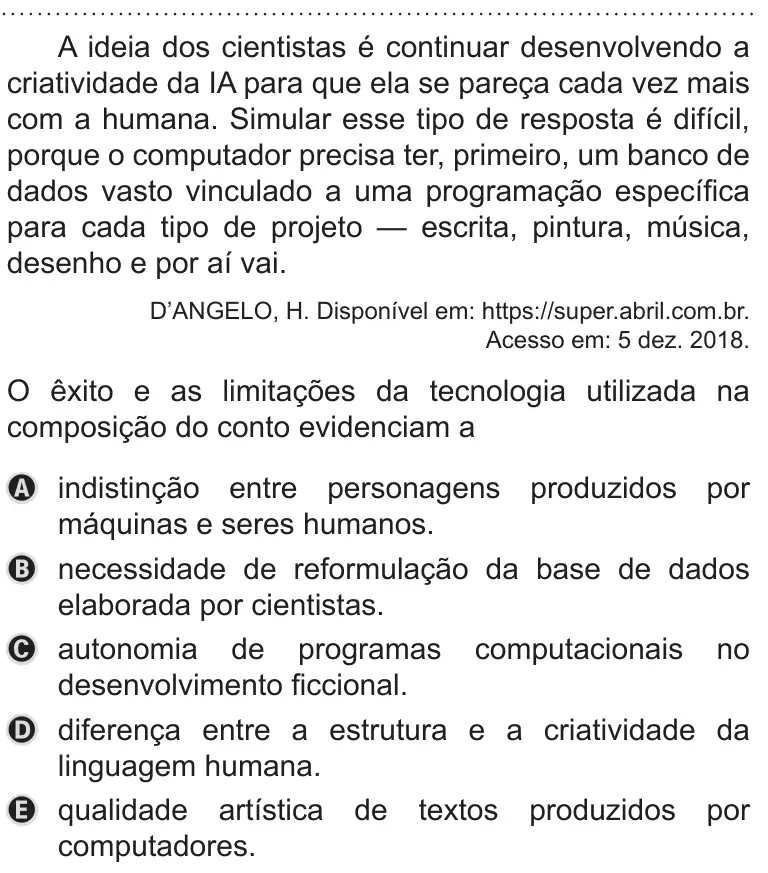 A ideia dos cientistas é continuar desenvolvendo a
criatividade da IA para que ela se pareça cada vez mais
com a humana. Simular esse tipo de resposta é difícil,
porque o computador precisa ter, primeiro, um banco de
dados vasto vinculado a uma programação específica
para cada tipo de projeto — escrita, pintura, música,
desenho e por aí vai.
D’ANGELO, H. Disponível em: https://super.abril.com.br.
Acesso em: 5 dez. 2018.
O êxito e as limitações da tecnologia utilizada na
composição do conto evidenciam a
A indistinção entre personagens produzidos por
máquinas e seres humanos.
B necessidade de reformulação da base de dados
elaborada por cientistas.
C autonomia de programas computacionais no
desenvolvimento ficcional.
D diferença entre a estrutura e a criatividade da
linguagem humana.
E qualidade artística de textos produzidos por
computadores.